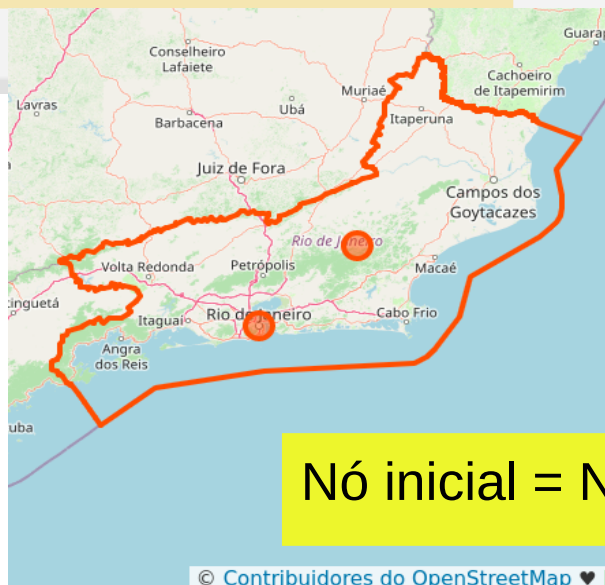 Guarap
Conselheiro
Lafaiete
Cachoeiro
de Itapemirim
Muriaé
Lavras
Ubá
Barbacena
Itaperuna
Juiz de Fora
Campos dos
Goytacazes
Rio de Janeiro
Volta Redonda
Petrópolis
Macaé
tinguetá
Itaguaí
Rio de Janeiro
Cabo Frio
Angra
dos Reis
uba
Nó inicial = N
© Contribuidores do OpenStreetMap ♥